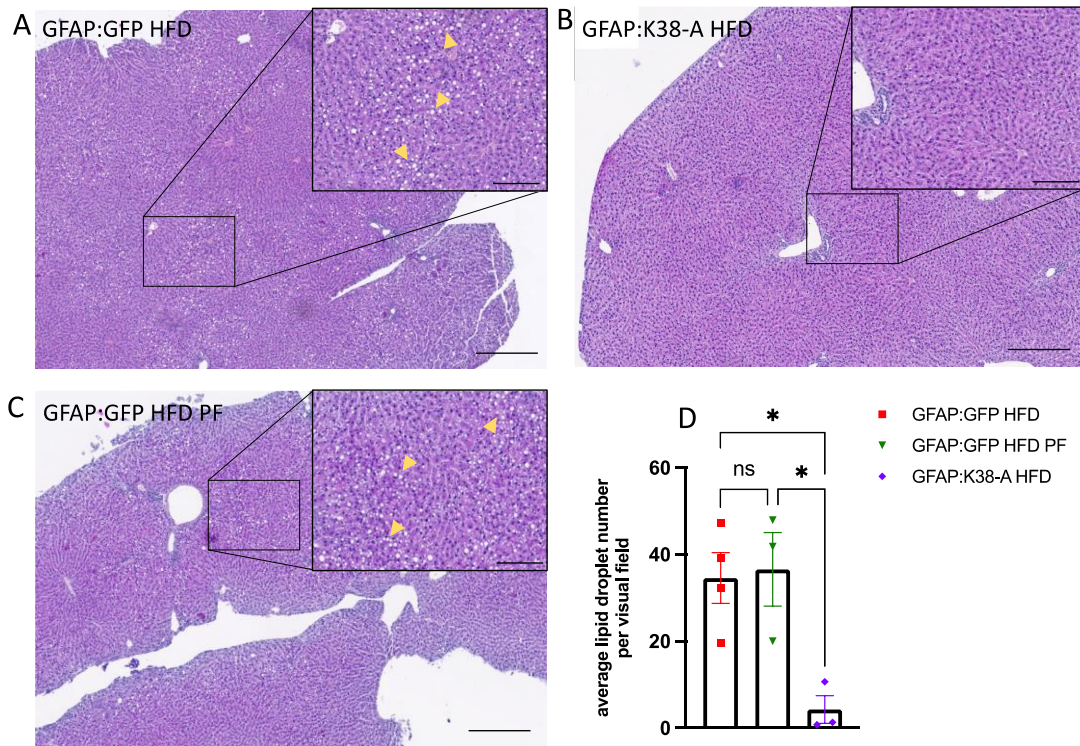 A
GFAP:GFP HFD
B
GFAP:K38-A HFD
C
GFAP:GFP HFD PF
D
GFAP:GFP HFD
GFAP:GFP HFD PF
GFAP:K38-A HFD
*
ns
*
60
40
20
0
average lipid droplet number
per visual field